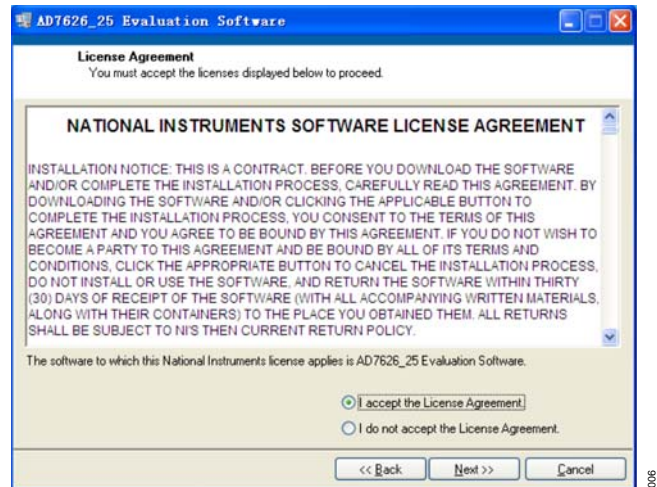 AD7626_25 Evaluation Software
License Agreement
You must accept the licenses displayed below to proceed.
NATIONAL INSTRUMENTS SOFTWARE LICENSE AGREEMENT
INSTALLATION NOTICE: THIS IS A CONTRACT. BEFORE YOU DOWNLOAD THE SOFTWARE
AND/OR COMPLETE THE INSTALLATION PROCESS, CAREFULLY READ THIS AGREEMENT. BY
DOWNLOADING THE SOFTWARE AND/OR CLICKING THE APPLICABLE BUTTON TO
COMPLETE THE INSTALLATION PROCESS, YOU CONSENT TO THE TERMS OF THIS
AGREEMENT AND YOU AGREE TO BE BOUND BY THIS AGREEMENT. IF YOU DO NOT WISH TO
BECOME A PARTY TO THIS AGREEMENT AND BE BOUND BY ALL OF ITS TERMS AND
CONDITIONS, CLICK THE APPROPRIATE BUTTON TO CANCEL THE INSTALLATION PROCESS,
DO NOT INSTALL OR USE THE SOFTWARE, AND RETURN THE SOFTWARE WITHIN THIRTY
(30) DAYS OF RECEIPT OF THE SOFTWARE (WITH ALL ACCOMPANYING WRITTEN MATERIALS,
ALONG WITH THEIR CONTAINERS) TO THE PLACE YOU OBTAINED THEM. ALL RETURNS
SHALL BE SUBJECT TO NI'S THEN CURRENT RETURN POLICY.
The software to which this National Instruments license applies is AD7626_25 Evaluation Software.
I accept the License Agreement.
I do not accept the License Agreement.
<< Back Next >> Cancel
006